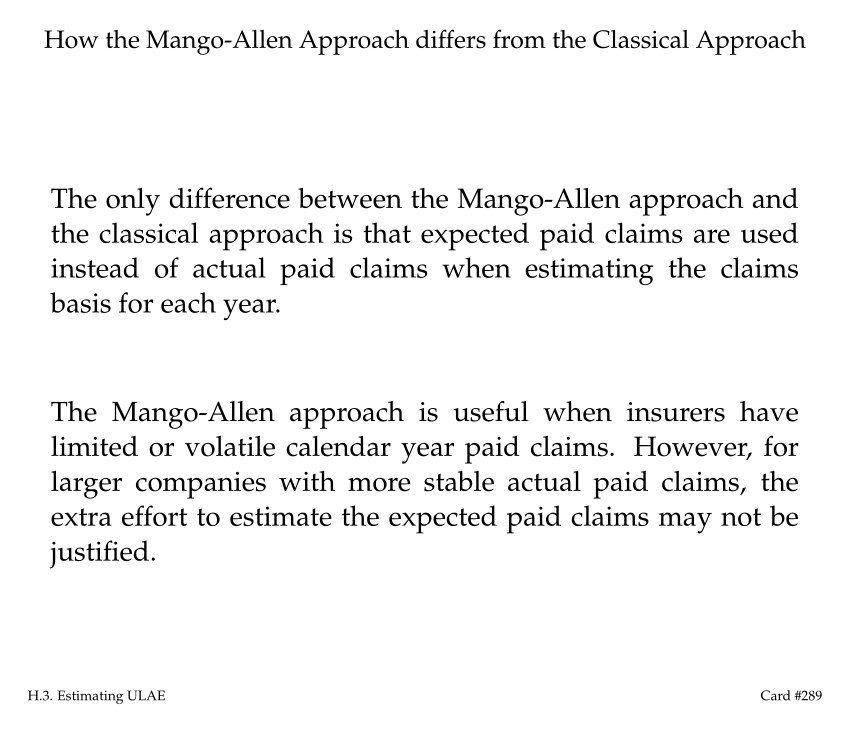 How the Mango-Allen Approach differs from the Classical Approach
The only difference between the Mango-Allen approach and
the classical approach is that expected paid claims are used
instead of actual paid claims when estimating the claims
basis for each year.
The Mango-Allen approach is useful when insurers have
limited or volatile calendar year paid claims. However, for
larger companies with more stable actual paid claims, the
extra effort to estimate the expected paid claims may not be
justified.
H.3. Estimating ULAE
Card #289